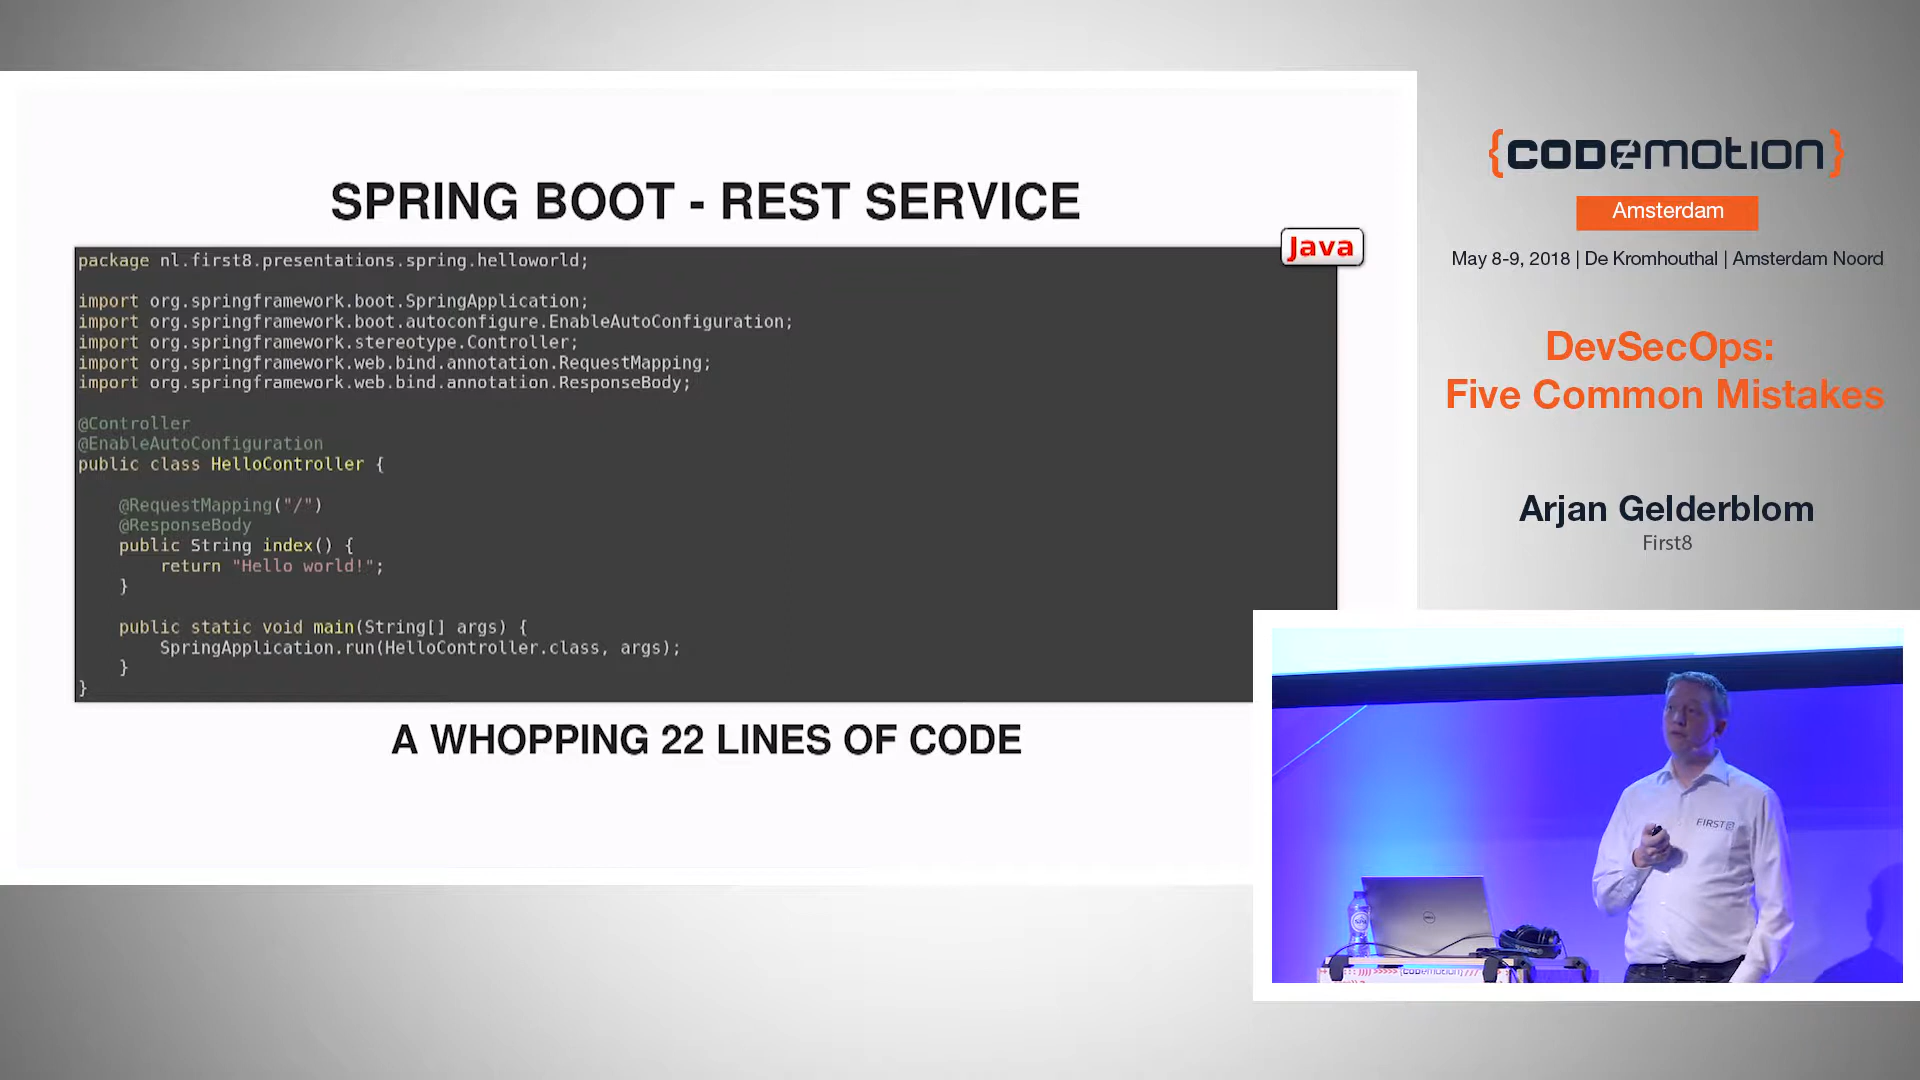 SPRING BOOT - REST SERVICE
Java
package nl.first8.presentations.spring.helloworld;
import org.springframework.boot.SpringApplication;
import org.springframework.boot.autoconfigure.EnableAutoConfiguration;
import org.springframework.stereotype.Controller;
import org.springframework.web.bind.annotation.RequestMapping;
import org.springframework.web.bind.annotation.ResponseBody;
@Controller
@EnableAutoConfiguration
public class HelloController {
@RequestMapping("/")
@ResponseBody
public String index() {
return "Hello world!";
}
public static void main(String[] args) {
SpringApplication.run(HelloController.class, args);
}
}
A WHOPPING 22 LINES OF CODE
{CODEMOTION}
Amsterdam
May 8-9, 2018 | De Kromhouthal | Amsterdam Noord
DevSecOps:
Five Common Mistakes
Arjan Gelderblom
First8
FIRST8
DELL
{CODEMOTION}